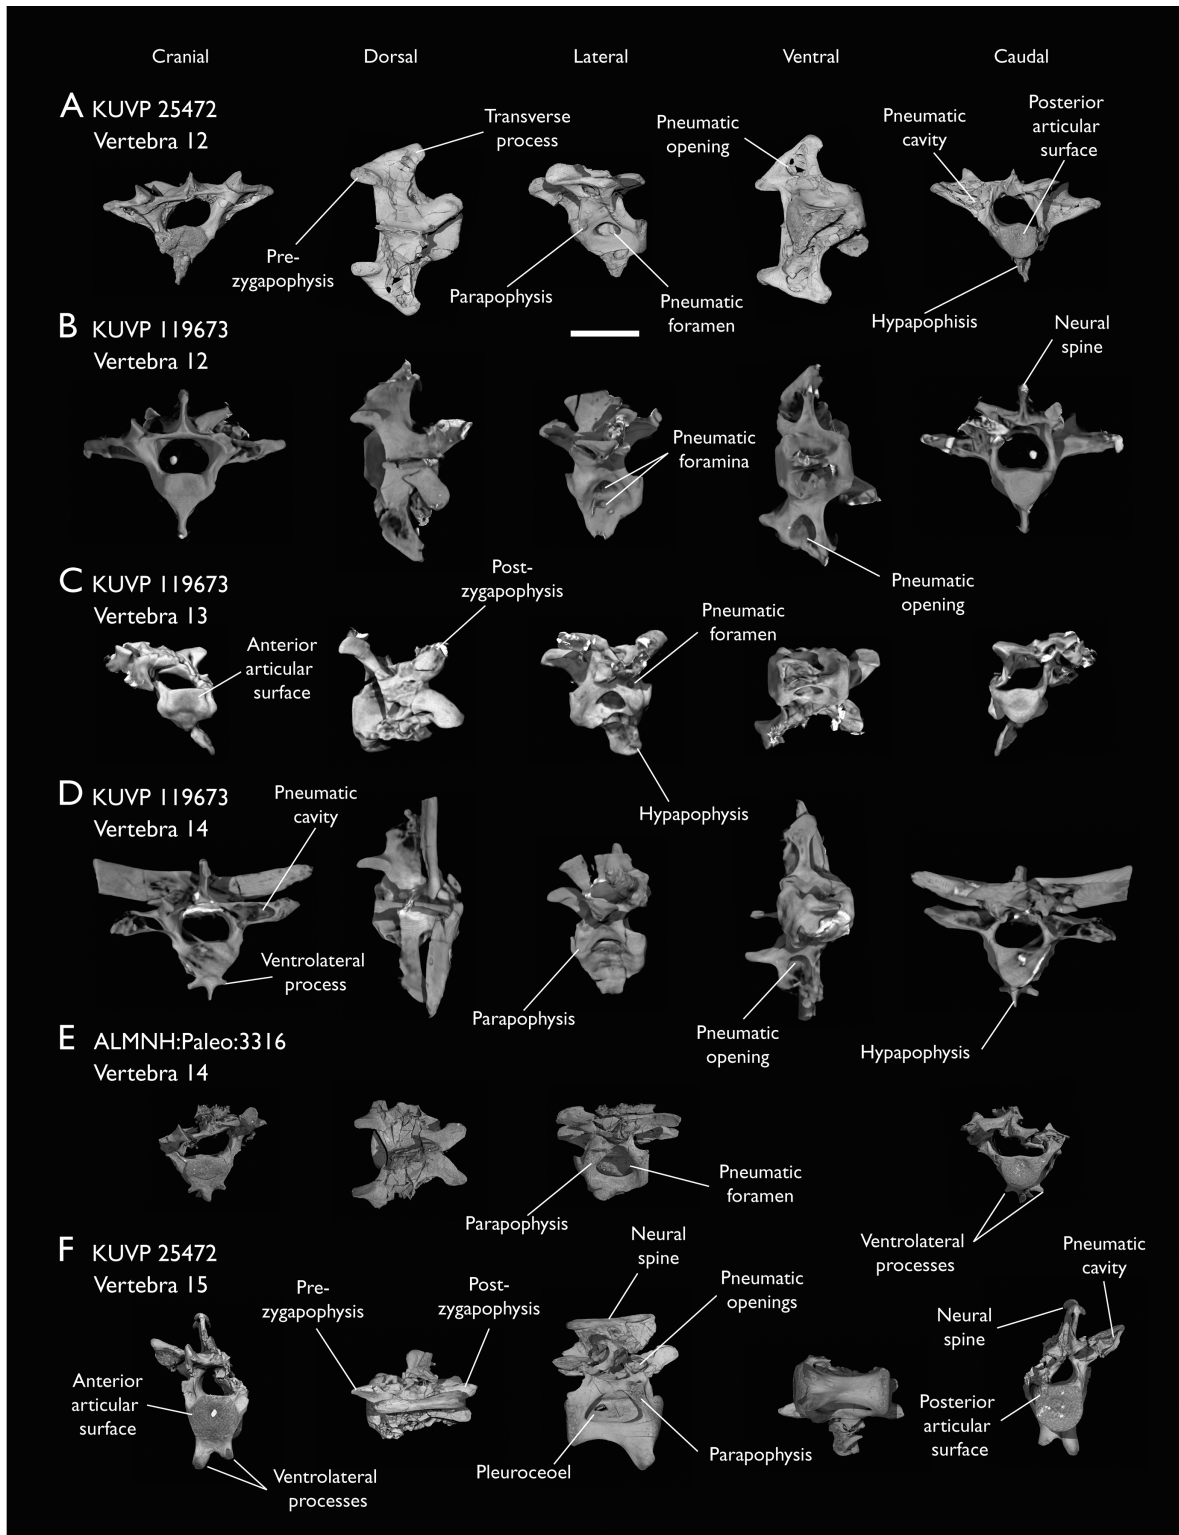 Cranial
Dorsal
Lateral
Ventral
Caudal
A KUVP 25472
Vertebra 12
Transverse
process
Pre-
zygapophysis
Parapophysis
Pneumatic
foramen
Pneumatic
opening
Pneumatic
cavity
Posterior
articular
surface
Hypapophisis
B KUVP 119673
Vertebra 12
Pneumatic
foramina
Pneumatic
opening
Neural
spine
C KUVP 119673
Vertebra 13
Anterior
articular
surface
Post-
zygapophysis
Pneumatic
foramen
Hypapophysis
D KUVP 119673
Vertebra 14
Pneumatic
cavity
Ventrolateral
process
Parapophysis
Pneumatic
opening
Hypapophysis
E ALMNH:Paleo:3316
Vertebra 14
Parapophysis
Pneumatic
foramen
Ventrolateral
processes
F KUVP 25472
Vertebra 15
Anterior
articular
surface
Ventrolateral
processes
Pre-
zygapophysis
Post-
zygapophysis
Neural
spine
Pneumatic
openings
Pleuroceoel
Parapophysis
Neural
spine
Pneumatic
cavity
Posterior
articular
surface